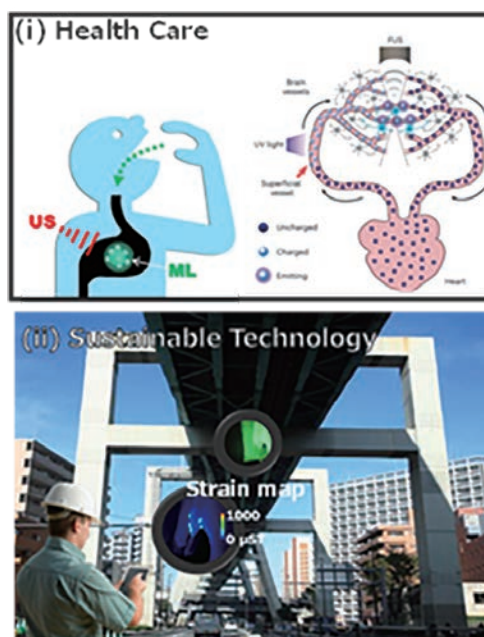 (i) Health Care
FUS
Brain
vessels
UV light
Superficial
vessel
US
ML
Uncharged
Charged
Emitting
Heart
(ii) Sustainable Technology
Strain map
1000
0 μST